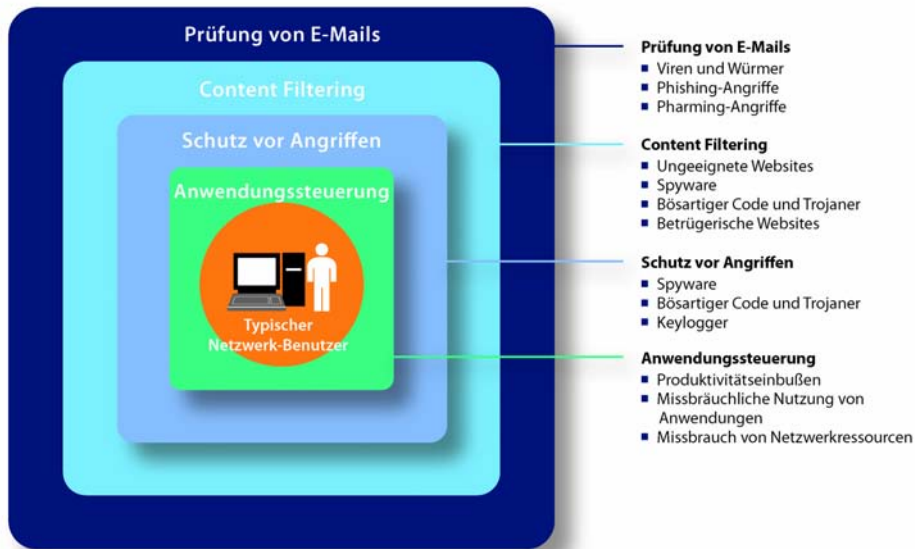 Prüfung von E-Mails
Content Filtering
Schutz vor Angriffen
Anwendungssteuerung
Typischer
Netzwerk-Benutzer
Prüfung von E-Mails
Viren und Würmer
Phishing-Angriffe
Pharming-Angriffe
Content Filtering
Ungeeignete Websites
Spyware
Bösartiger Code und Trojaner
Betrügerische Websites
Schutz vor Angriffen
Spyware
Bösartiger Code und Trojaner
Keylogger
Anwendungssteuerung
Produktivitätseinbußen
Missbräuchliche Nutzung von
Anwendungen
Missbrauch von Netzwerkressourcen